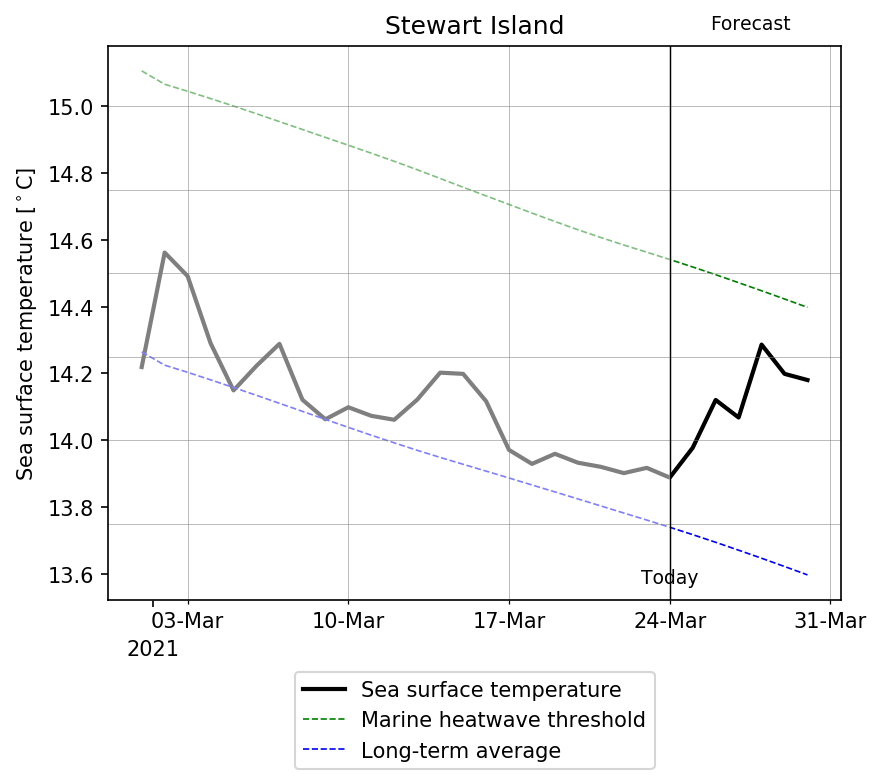 Stewart Island
Forecast
Sea surface temperature [°C]
15.0
14.8
14.6
14.4
14.2
14.0
13.8
13.6
Today
03-Mar
10-Mar
17-Mar
24-Mar
31-Mar
2021
Sea surface temperature
Marine heatwave threshold
Long-term average